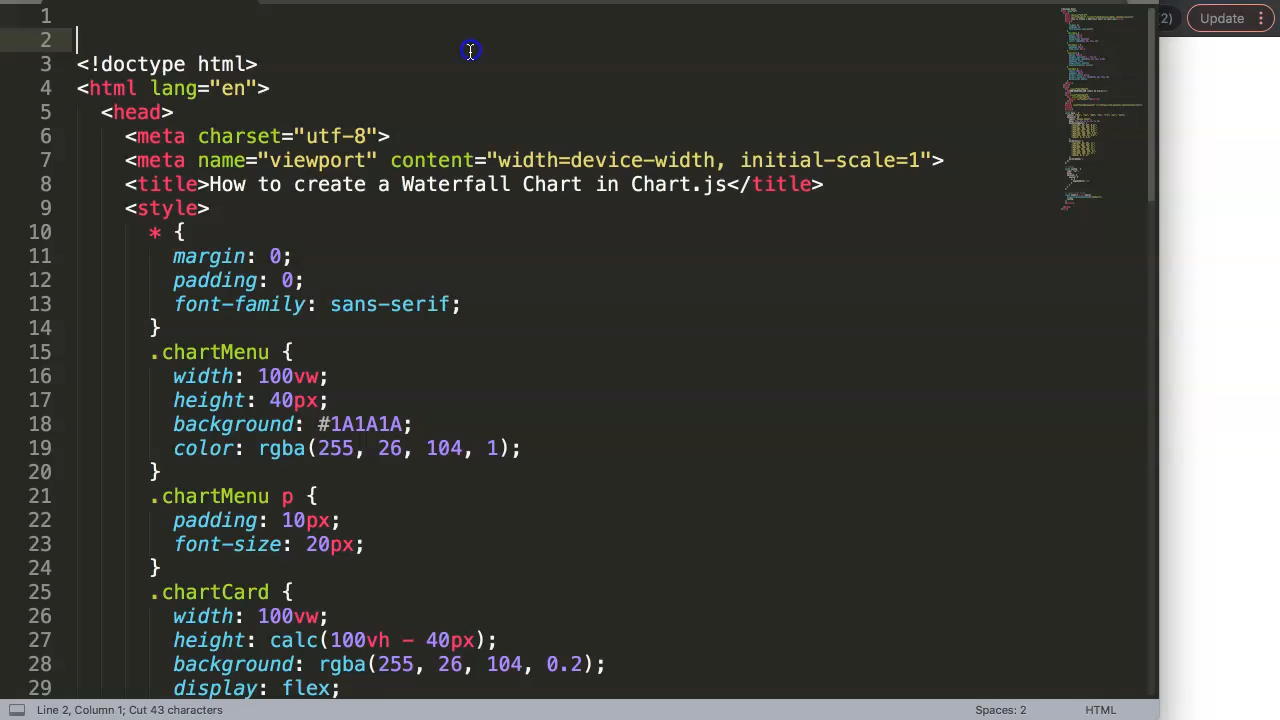 2) Update
1
2
3 <!doctype html>
4 <html lang="en">
5 <head>
6 <meta charset="utf-8">
7 <meta name="viewport" content="width=device-width, initial-scale=1">
8 <title>How to create a Waterfall Chart in Chart.js</title>
9 <style>
10 * {
11 margin: 0;
12 padding: 0;
13 font-family: sans-serif;
14 }
15 .chartMenu {
16 width: 100vw;
17 height: 40px;
18 background: #1A1A1A;
19 color: rgba(255, 26, 104, 1);
20 }
21 .chartMenu p {
22 padding: 10px;
23 font-size: 20px;
24 }
25 .chartCard {
26 width: 100vw;
27 height: calc(100vh - 40px);
28 background: rgba(255, 26, 104, 0.2);
29 display: flex;
Line 2, Column 1; Cut 43 characters Spaces: 2 HTML